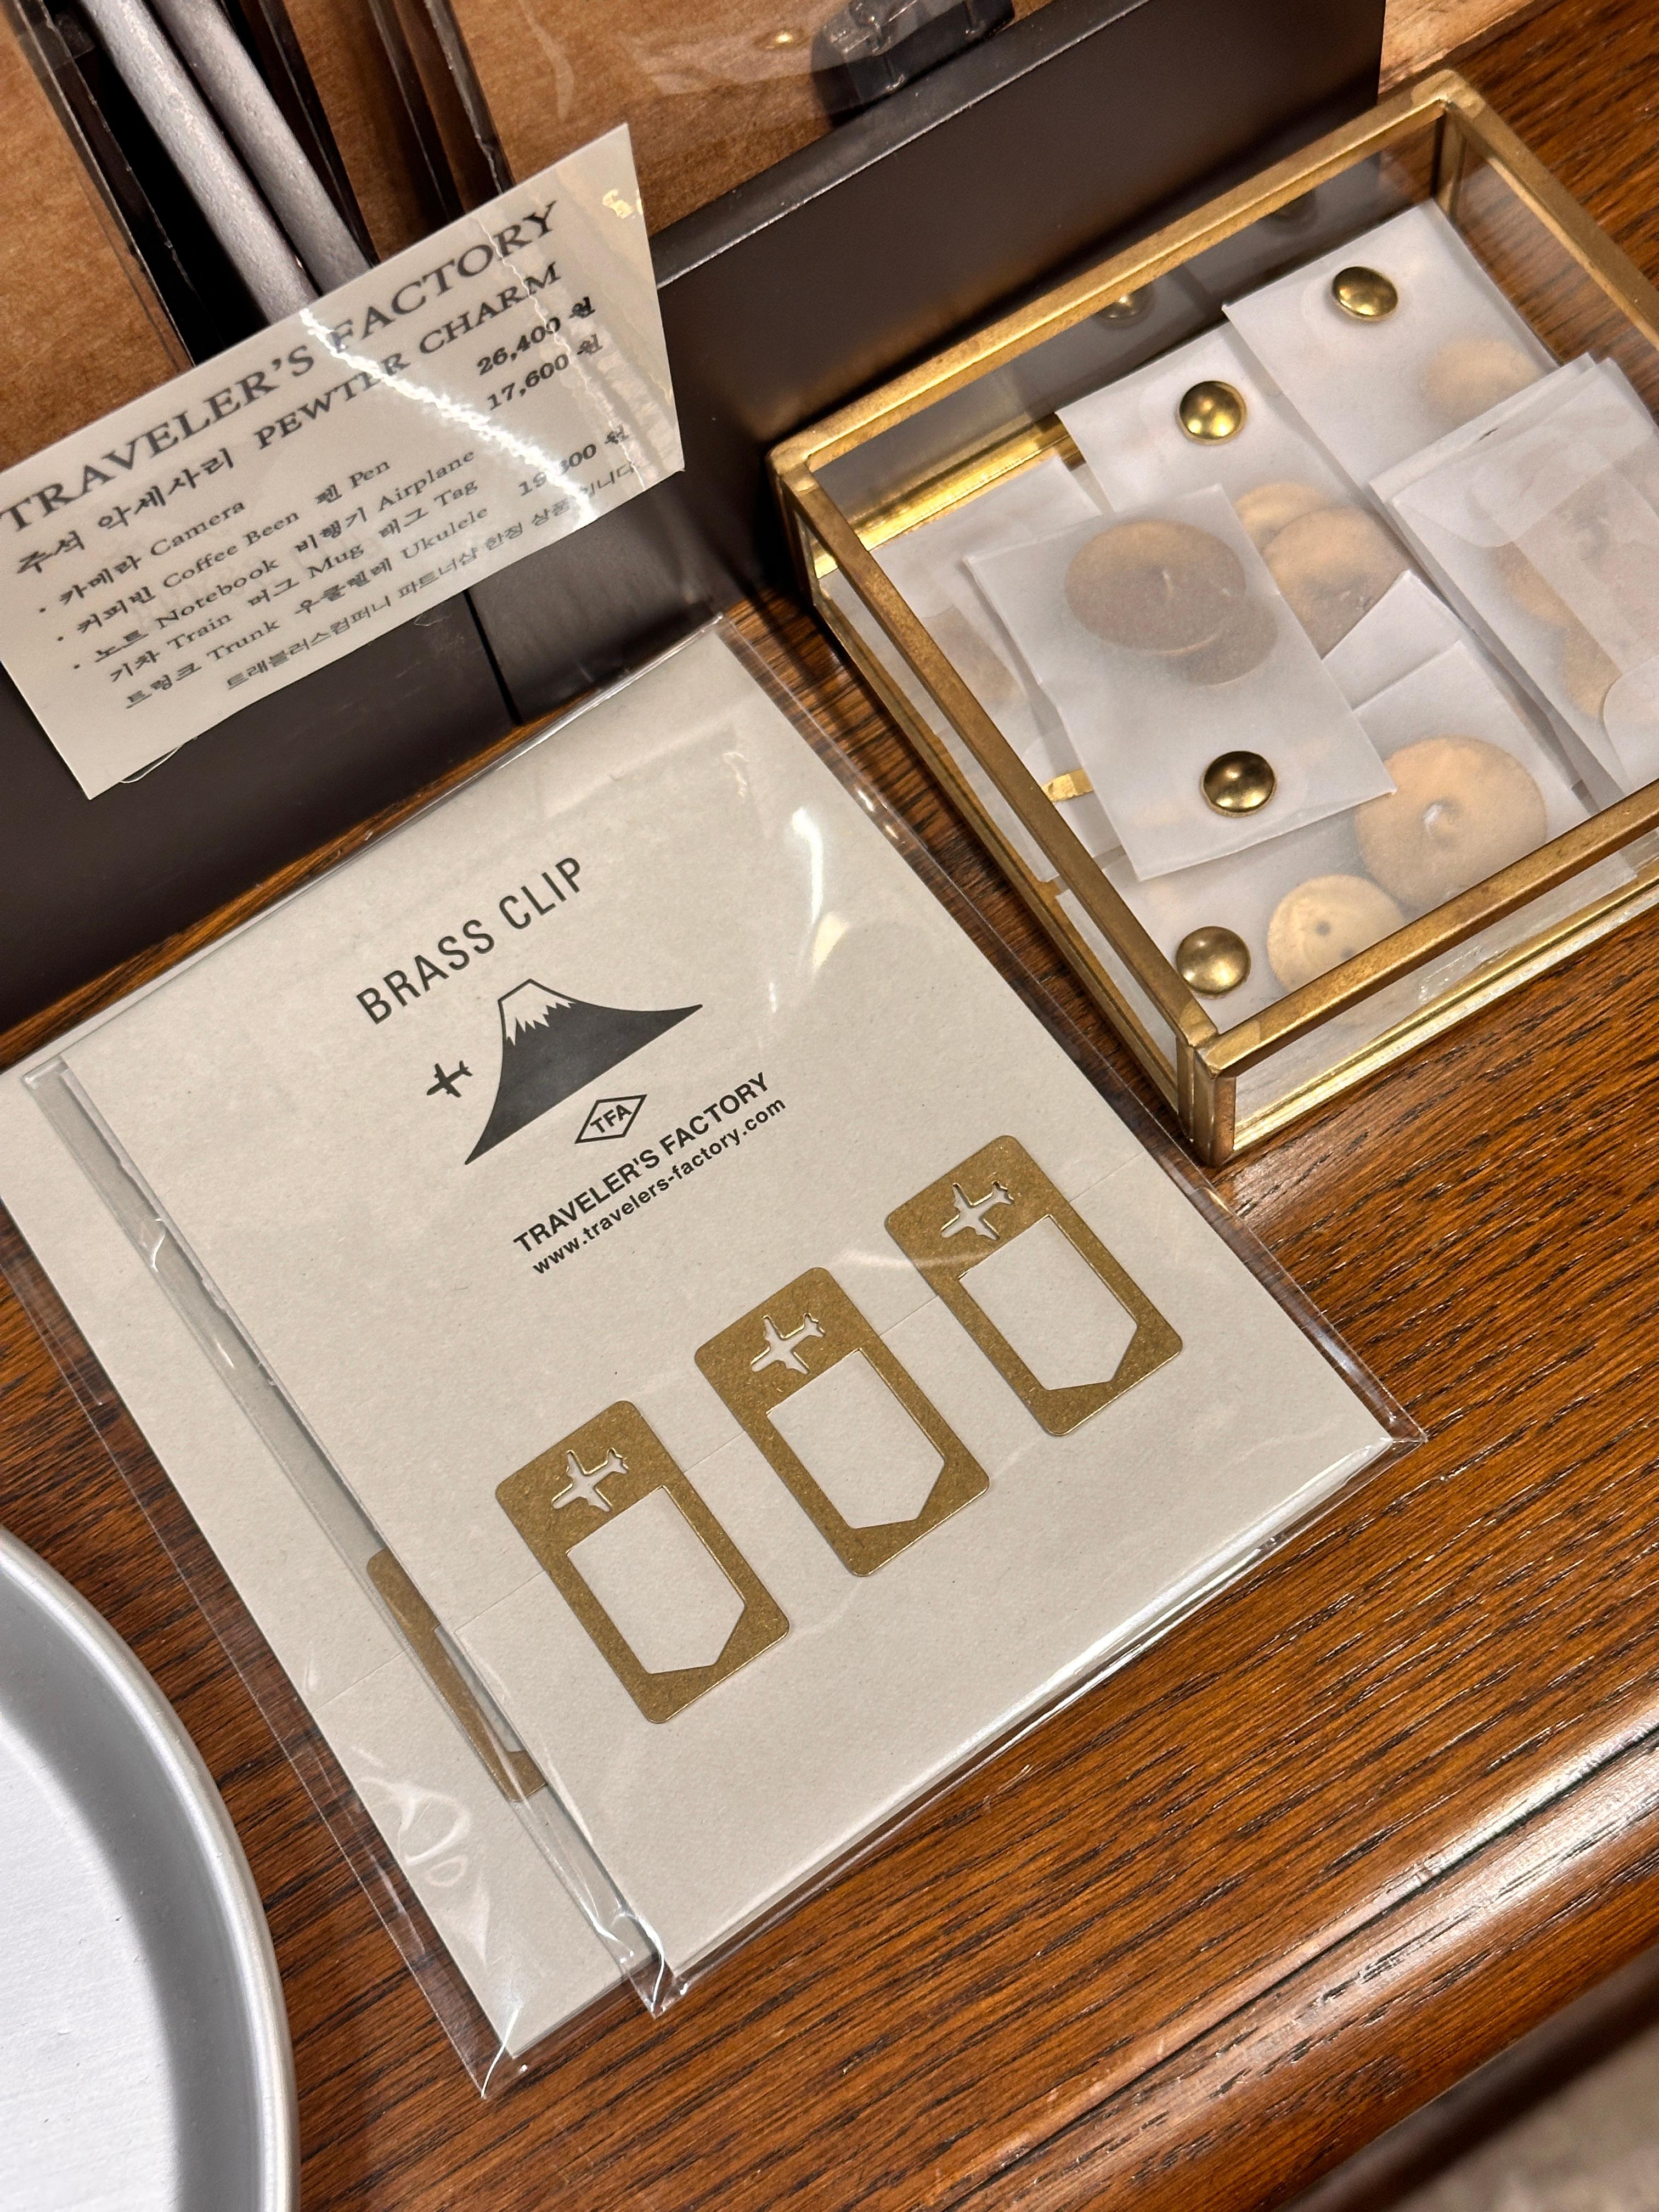 TRAVELER'S FACTORY
주석 악세사리 PEWTER CHARM
· 카메라 Camera 26,400 원
· 커피빈 Coffee Been 펜 Pen 17,600 원
· 노트 Notebook 비행기 Airplane
기차 Train 머그 Mug 태그 Tag
트렁크 Trunk 우쿨렐레 Ukulele 원
트래블러스컴퍼니 파트너샵 한정 상품
BRASS CLIP
TFA
TRAVELER'S FACTORY
www.travelers-factory.com